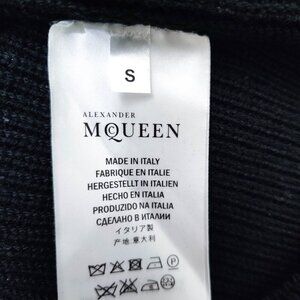 S
ALEXANDER
McQUEEN
MADE IN ITALY
FABRIQUE EN ITALIE
HERGESTELLT IN ITALIEN
HECHO EN ITALIA
PRODUZIDO NA ITALIA
СДЕЛАНО В ИТАЛИИ
イタリア製
产地 意大利
P